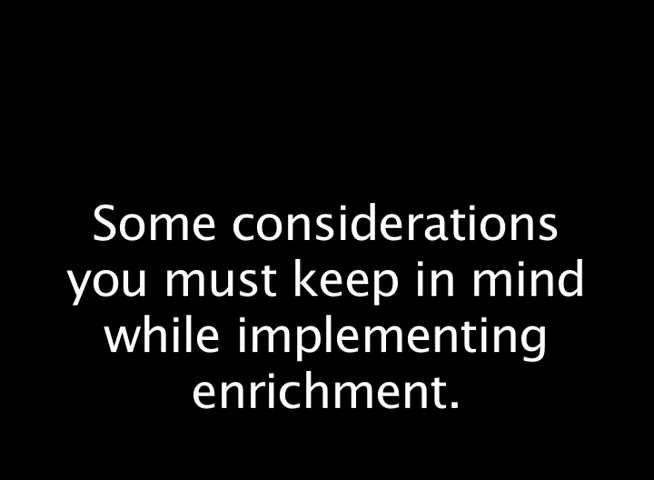 Some considerations
you must keep in mind
while implementing
enrichment.